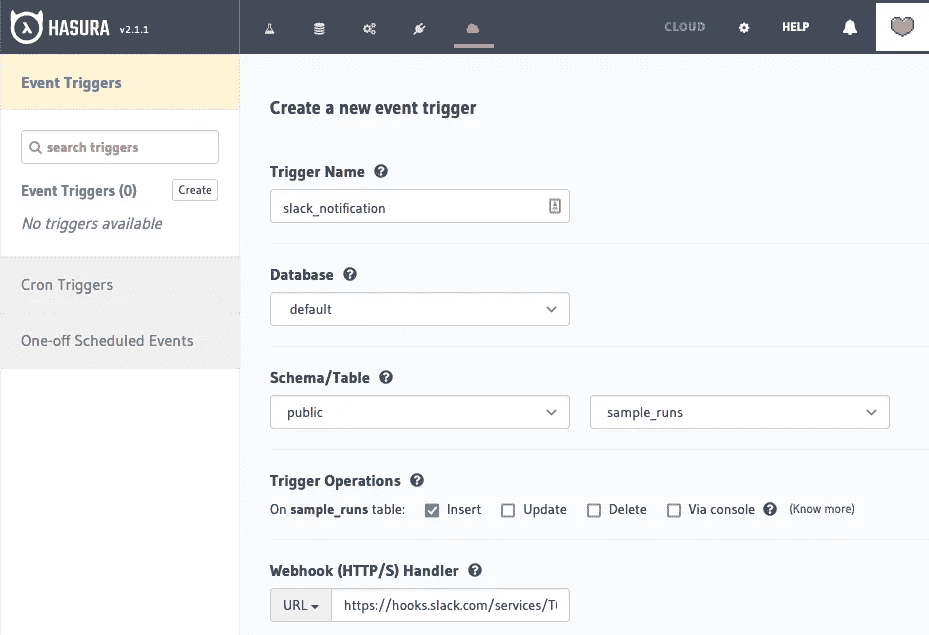 HASURA v2.1.1
CLOUD HELP
Event Triggers
search triggers
Event Triggers (0) Create
No triggers available
Cron Triggers
One-off Scheduled Events
Create a new event trigger
Trigger Name
slack_notification
Database
default
Schema/Table
public sample_runs
Trigger Operations
On sample_runs table: Insert Update Delete Via console (Know more)
Webhook (HTTP/S) Handler
URL https://hooks.slack.com/services/T